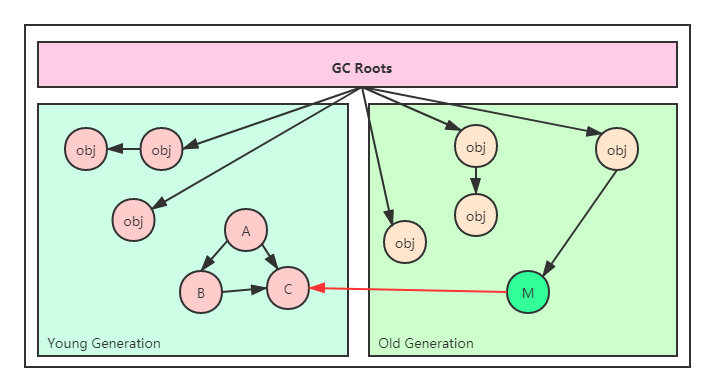 GC Roots
obj
obj
obj
A
B
C
Young Generation
obj
obj
obj
obj
M
Old Generation